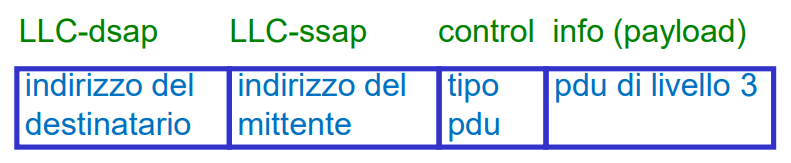 LLC-dsap LLC-ssap control info (payload)
indirizzo del indirizzo del tipo pdu di livello 3
destinatario mittente pdu